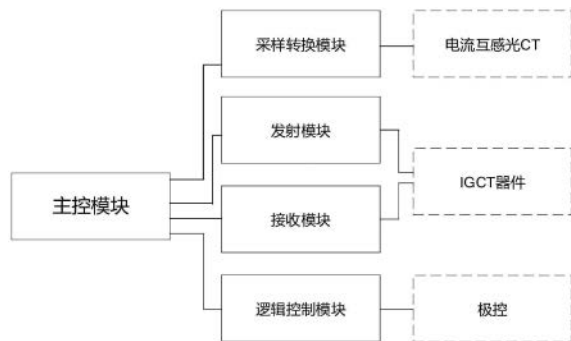 采样转换模块
电流互感光CT
发射模块
IGCT器件
主控模块
接收模块
逻辑控制模块
极控